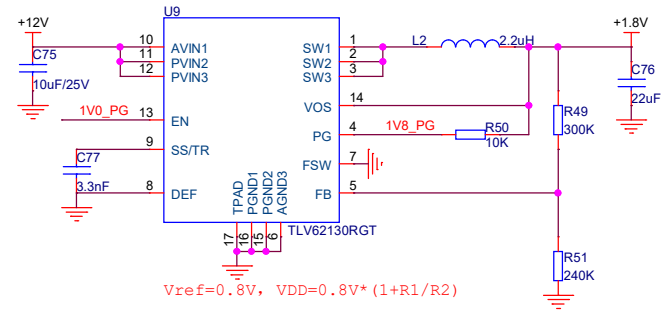 U9
+12V
+1.8V
10 AVIN1 SW1 1 L2 2.2uH
C75 11 PVIN2 SW2 2
12 PVIN3 SW3 3 C76
10uF/25V
VOS 14 22uF
1V0_PG 13 EN R49
PG 4 1V8_PG R50 300K
10K
9 SS/TR
C77 FSW 7
3.3nF 8 DEF FB 5
TPAD PGND1 PGND2 AGND3
17 16 15 6 TLV62130RGT
R51
240K
Vref=0.8V, VDD=0.8V*(1+R1/R2)